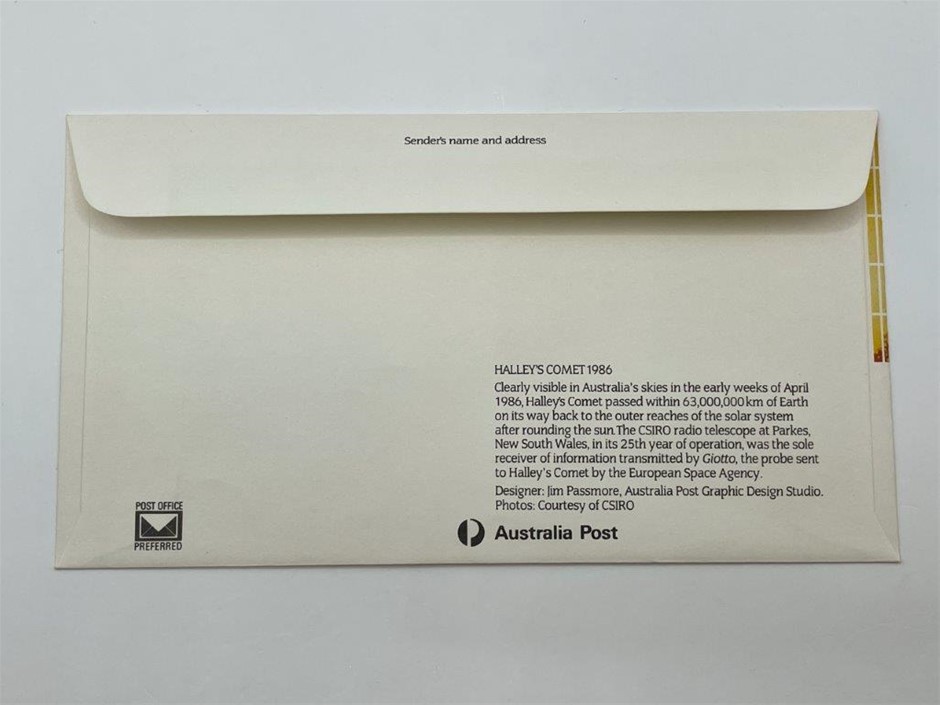 Sender's name and address
HALLEY'S COMET 1986
Clearly visible in Australia's skies in the early weeks of April
1986, Halley's Comet passed within 63,000,000 km of Earth
on its way back to the outer reaches of the solar system
after rounding the sun. The CSIRO radio telescope at Parkes,
New South Wales, in its 25th year of operation, was the sole
receiver of information transmitted by Giotto, the probe sent
to Halley's Comet by the European Space Agency.
Designer: Jim Passmore, Australia Post Graphic Design Studio.
Photos: Courtesy of CSIRO
POST OFFICE
PREFERRED
Australia Post